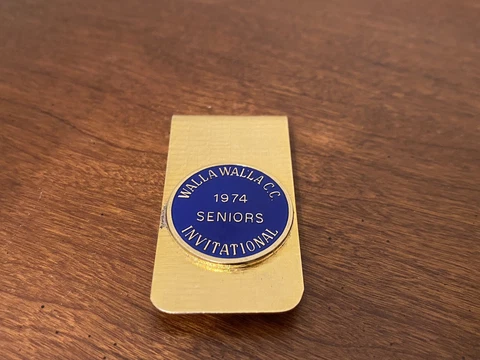 WALLA WALLA C.C.
1974
SENIORS
INVITATIONAL